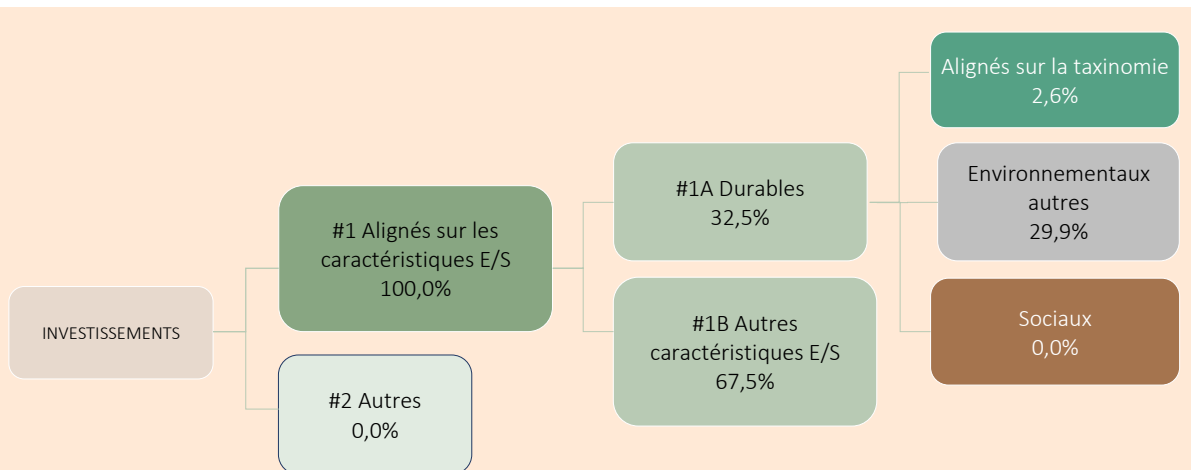 INVESTISSEMENTS
#1 Alignés sur les
caractéristiques E/S
100,0%
#2 Autres
0,0%
#1A Durables
32,5%
#1B Autres
caractéristiques E/S
67,5%
Alignés sur la taxinomie
2,6%
Environnementaux
autres
29,9%
Sociaux
0,0%